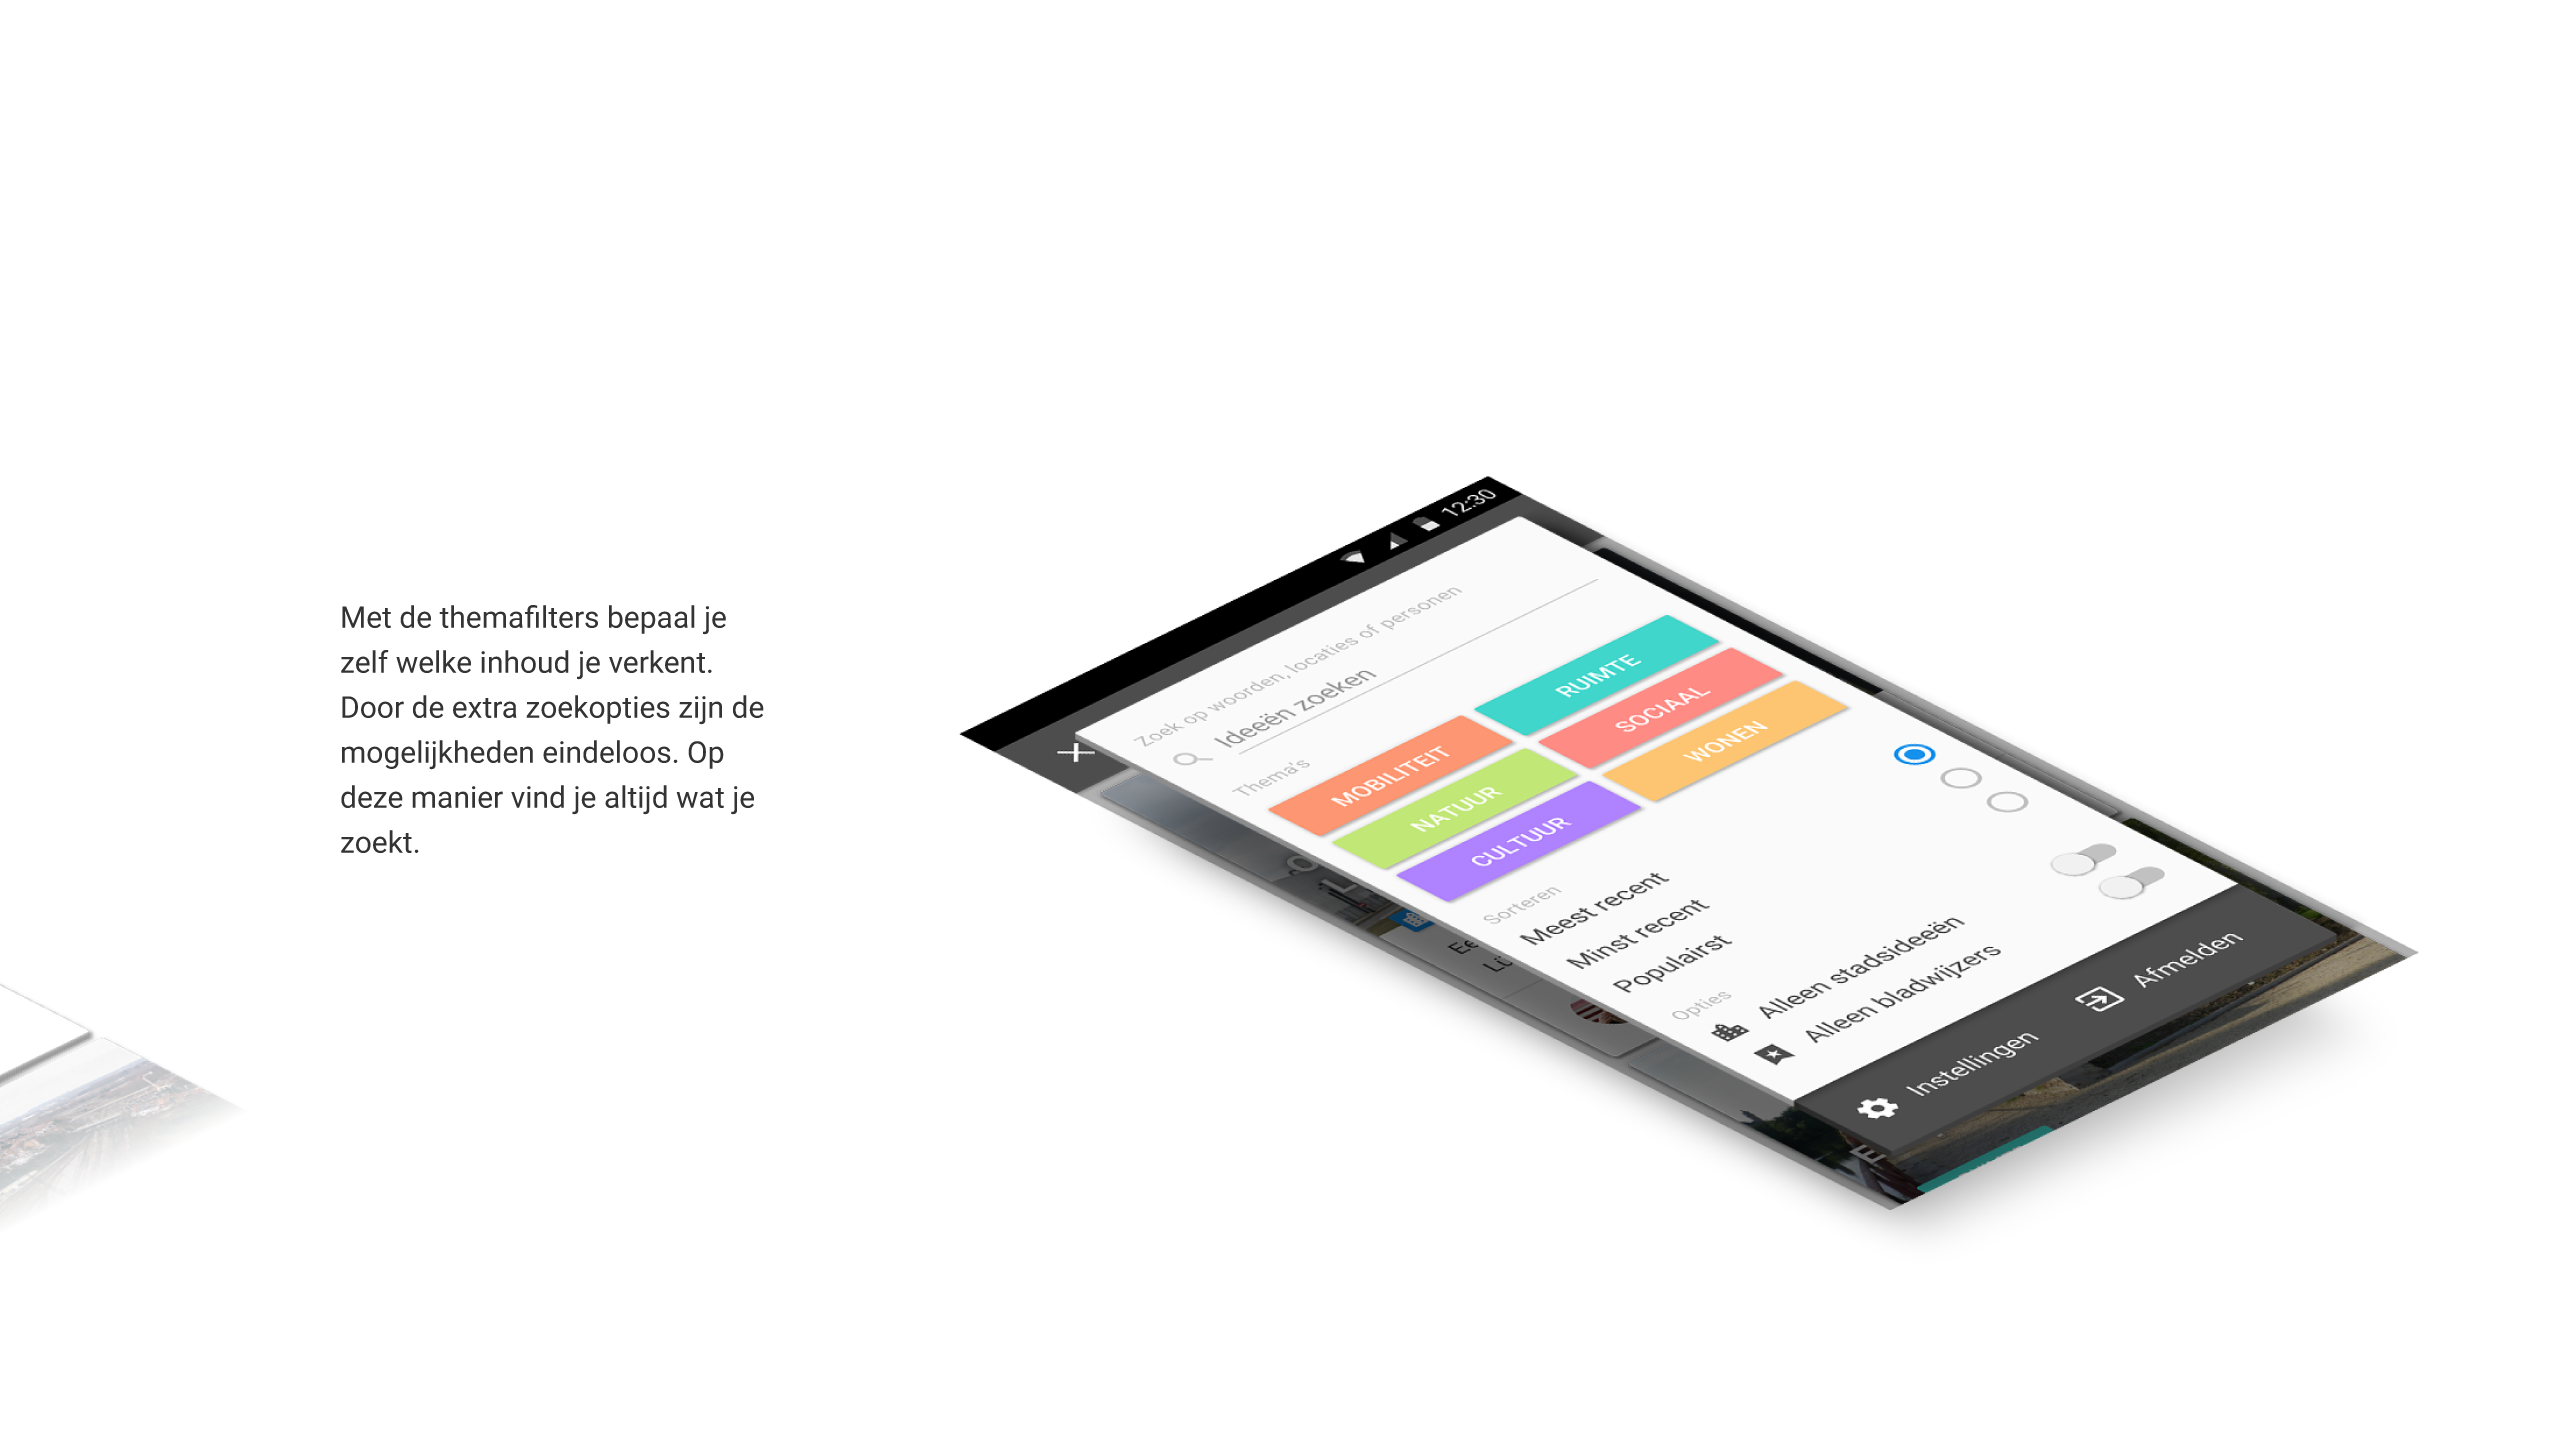 Met de themafilters bepaal je
zelf welke inhoud je verkent.
Door de extra zoekopties zijn de
mogelijkheden eindeloos. Op
deze manier vind je altijd wat je
zoekt.
12:30
Zoek op woorden, locaties of personen
Ideeën zoeken
Thema's
MOBILITEIT
RUIMTE
NATUUR
SOCIAAL
CULTUUR
WONEN
Sorteren
Meest recent
Minst recent
Populairst
Opties
Alleen stadsideeën
Alleen bladwijzers
Instellingen
Afmelden